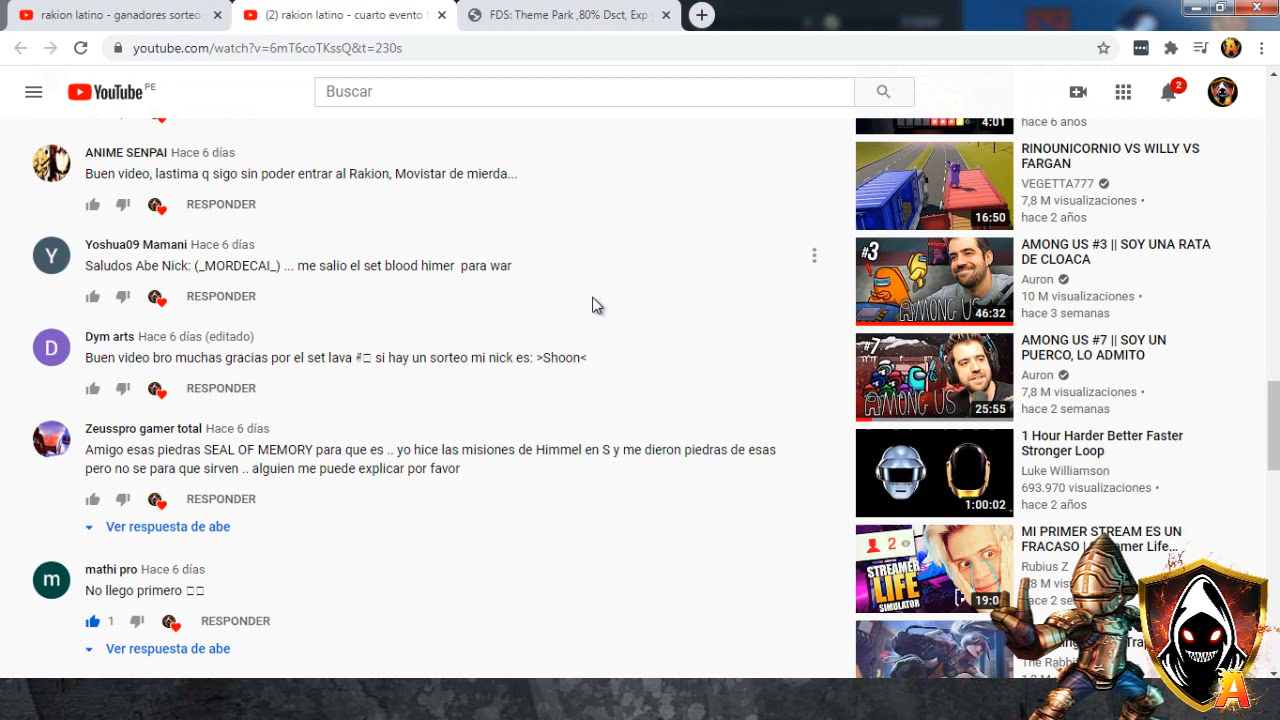 rakion latino - ganadores sorteo
(2) rakion latino - cuarto evento
FDS! Theme Park ,80% Dsct, Exp
youtube.com/watch?v=6mT6coTKssQ&t=230s
YouTube PE
Buscar
2
ANIME SENPAI Hace 6 días
Buen video, lastima q sigo sin poder entrar al Rakion, Movistar de mierda...
RESPONDER
Yoshua09 Mamani Hace 6 días
Saludos Abe Nick: (_MORDECAI_) ... me salio el set blood himer para war
RESPONDER
Dym arts Hace 6 días (editado)
Buen video bro muchas gracias por el set lava si hay un sorteo mi nick es: >Shoon<
RESPONDER
Zeusspro gamer total Hace 6 días
Amigo esas piedras SEAL OF MEMORY para que es .. yo hice las misiones de Himmel en S y me dieron piedras de esas
pero no se para que sirven .. alguien me puede explicar por favor
RESPONDER
Ver respuesta de abe
mathi pro Hace 6 días
No llego primero
1 RESPONDER
Ver respuesta de abe
4:01
hace 6 años
16:50
RINOUNICORNIO VS WILLY VS
FARGAN
VEGETTA777
7,8 M visualizaciones •
hace 2 años
#3
AMONG US
46:32
AMONG US #3 || SOY UNA RATA
DE CLOACA
Auron
10 M visualizaciones •
hace 3 semanas
#7
AMONG US
25:55
AMONG US #7 || SOY UN
PUERCO, LO ADMITO
Auron
7,8 M visualizaciones •
hace 2 semanas
1:00:02
1 Hour Harder Better Faster
Stronger Loop
Luke Williamson
693.970 visualizaciones •
hace 2 años
2
STREAMER
LIFE
SIMULATOR
19:0
MI PRIMER STREAM ES UN
FRACASO
Life...
Rubius Z
hace 2
The Rabb
A